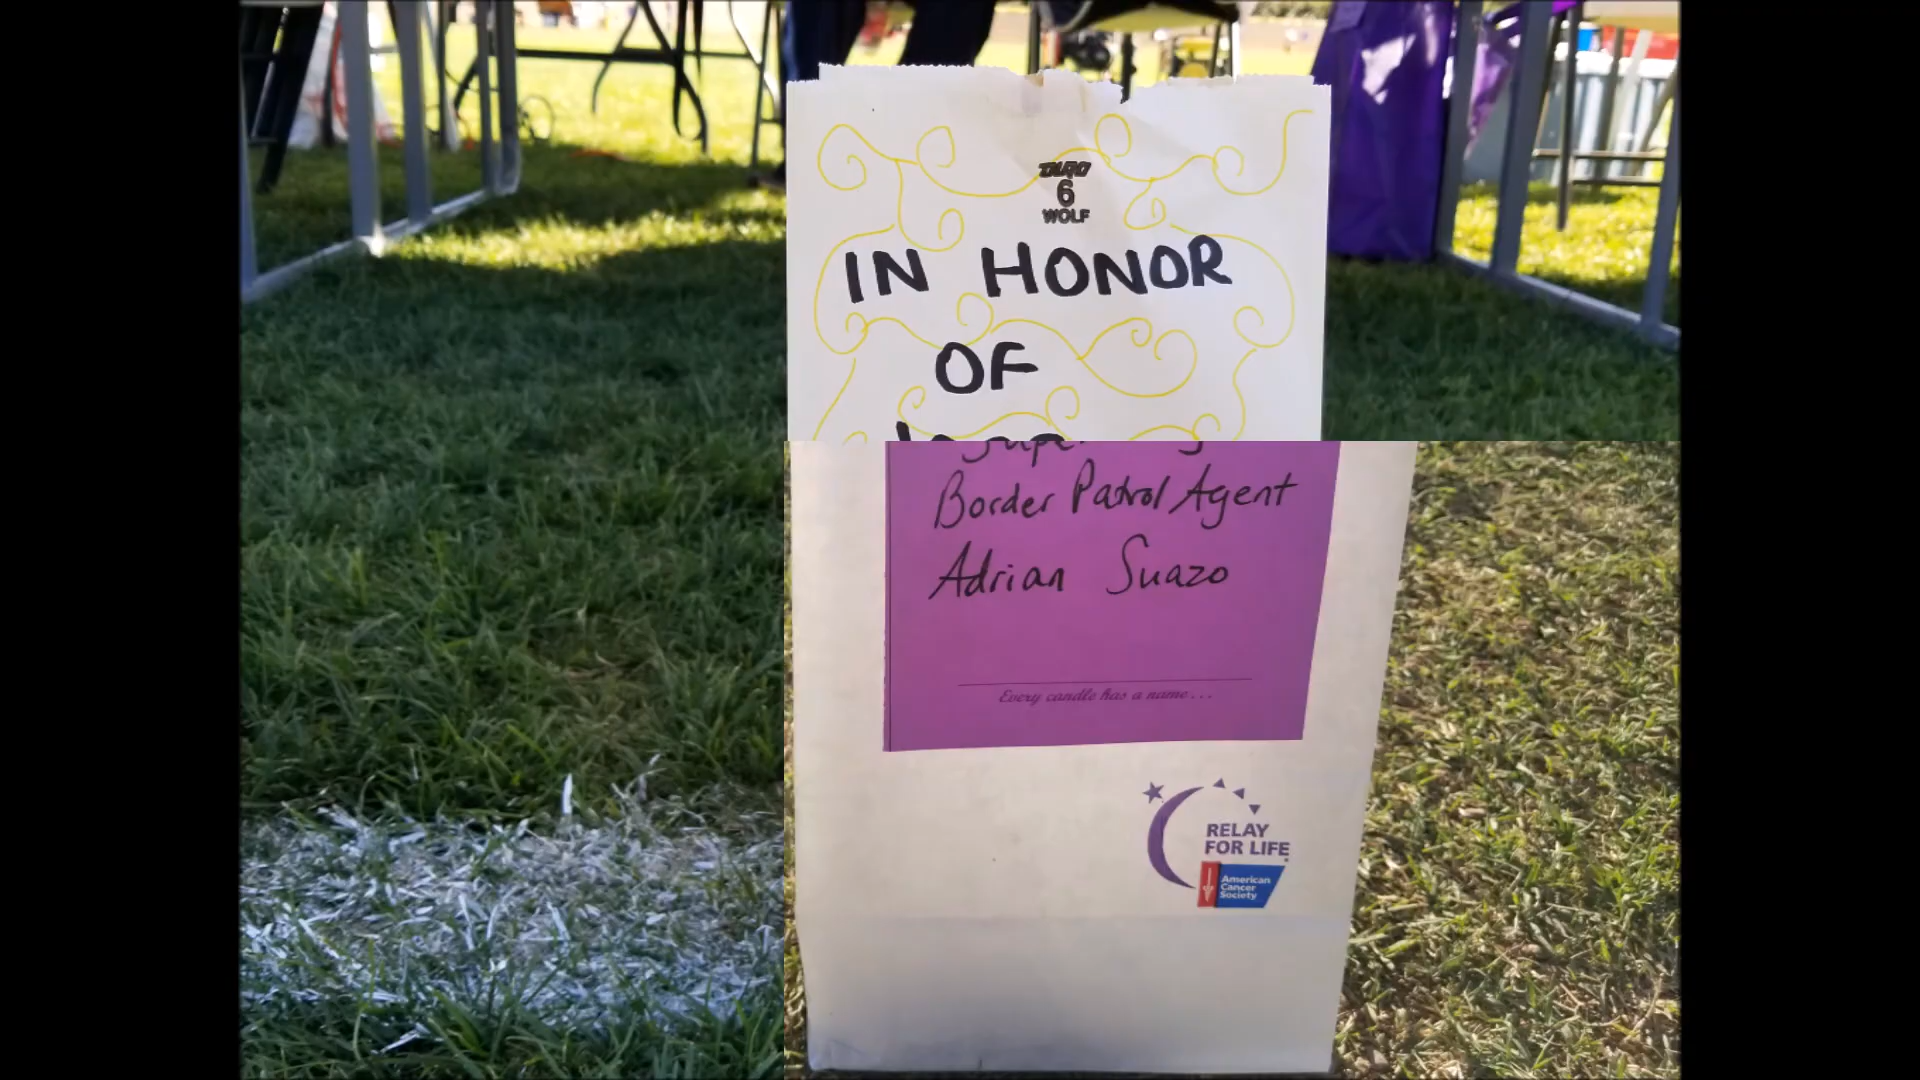 TARO
6
WOLF
IN HONOR
OF
Border Patrol Agent
Adrian Suazo
Every candle has a name...
RELAY
FOR LIFE
American
Cancer
Society